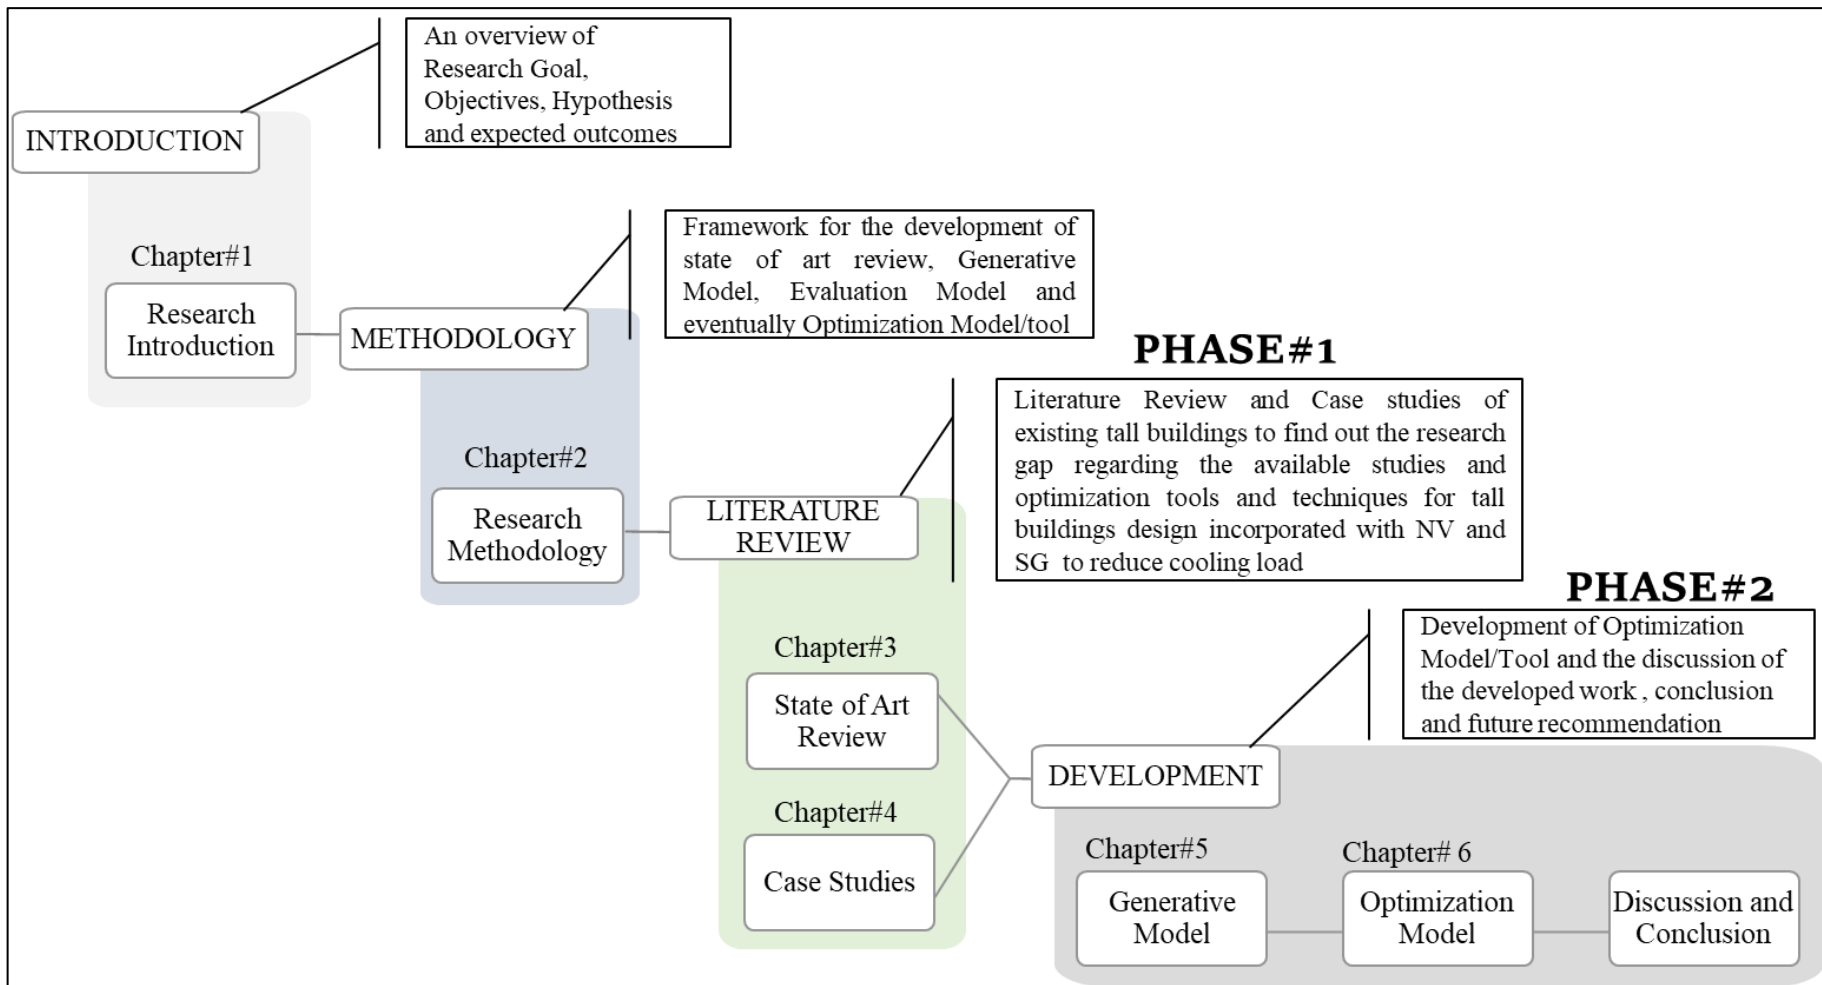 An overview of
Research Goal,
Objectives, Hypothesis
and expected outcomes
INTRODUCTION
Chapter#1
Research
Introduction
Framework for the development of
state of art review, Generative
Model, Evaluation Model and
eventually Optimization Model/tool
METHODOLOGY
Chapter#2
Research
Methodology
PHASE#1
Literature Review and Case studies of
existing tall buildings to find out the research
gap regarding the available studies and
optimization tools and techniques for tall
buildings design incorporated with NV and
SG to reduce cooling load
LITERATURE
REVIEW
Chapter#3
State of Art
Review
Chapter#4
Case Studies
PHASE#2
Development of Optimization
Model/Tool and the discussion of
the developed work , conclusion
and future recommendation
DEVELOPMENT
Chapter#5
Generative
Model
Chapter# 6
Optimization
Model
Discussion and
Conclusion